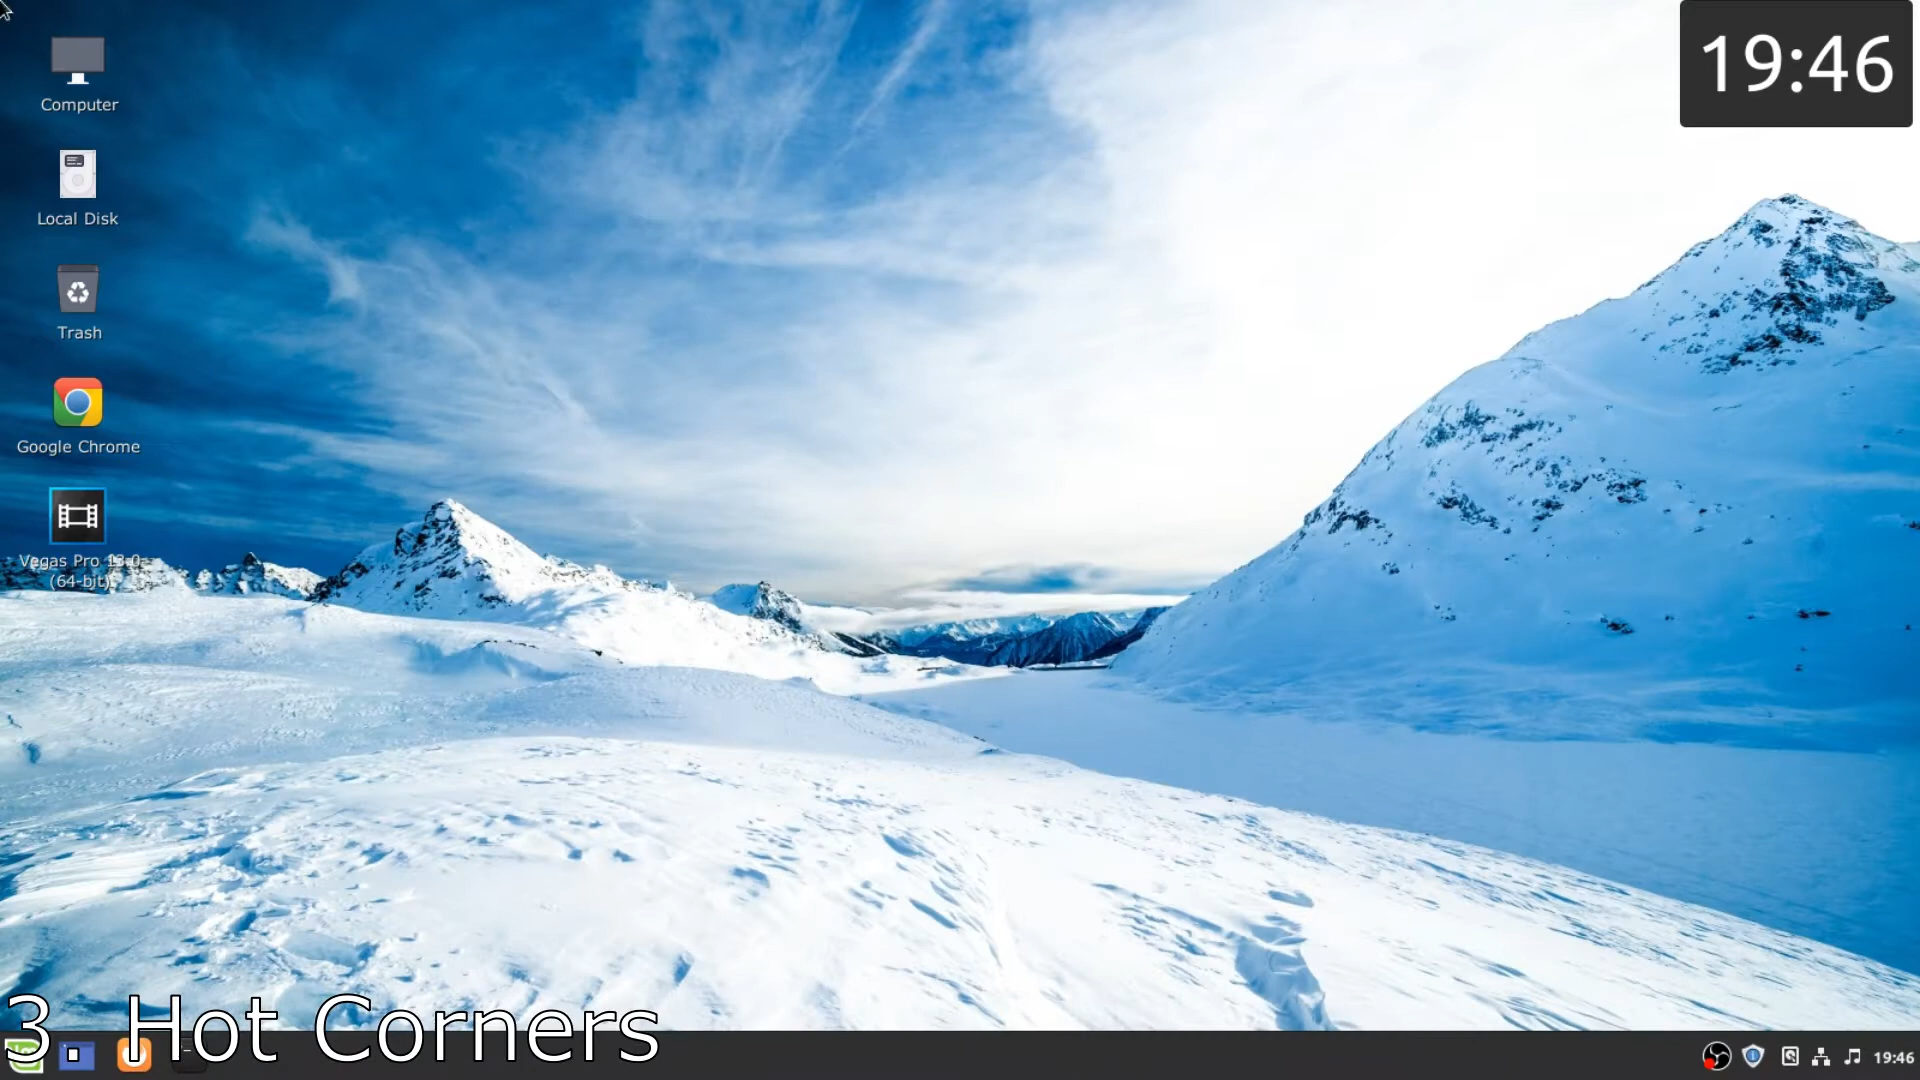 19:46
Computer
Local Disk
Trash
Google Chrome
Vegas Pro 13.0
(64-bit)
3. Hot Corners
19:46